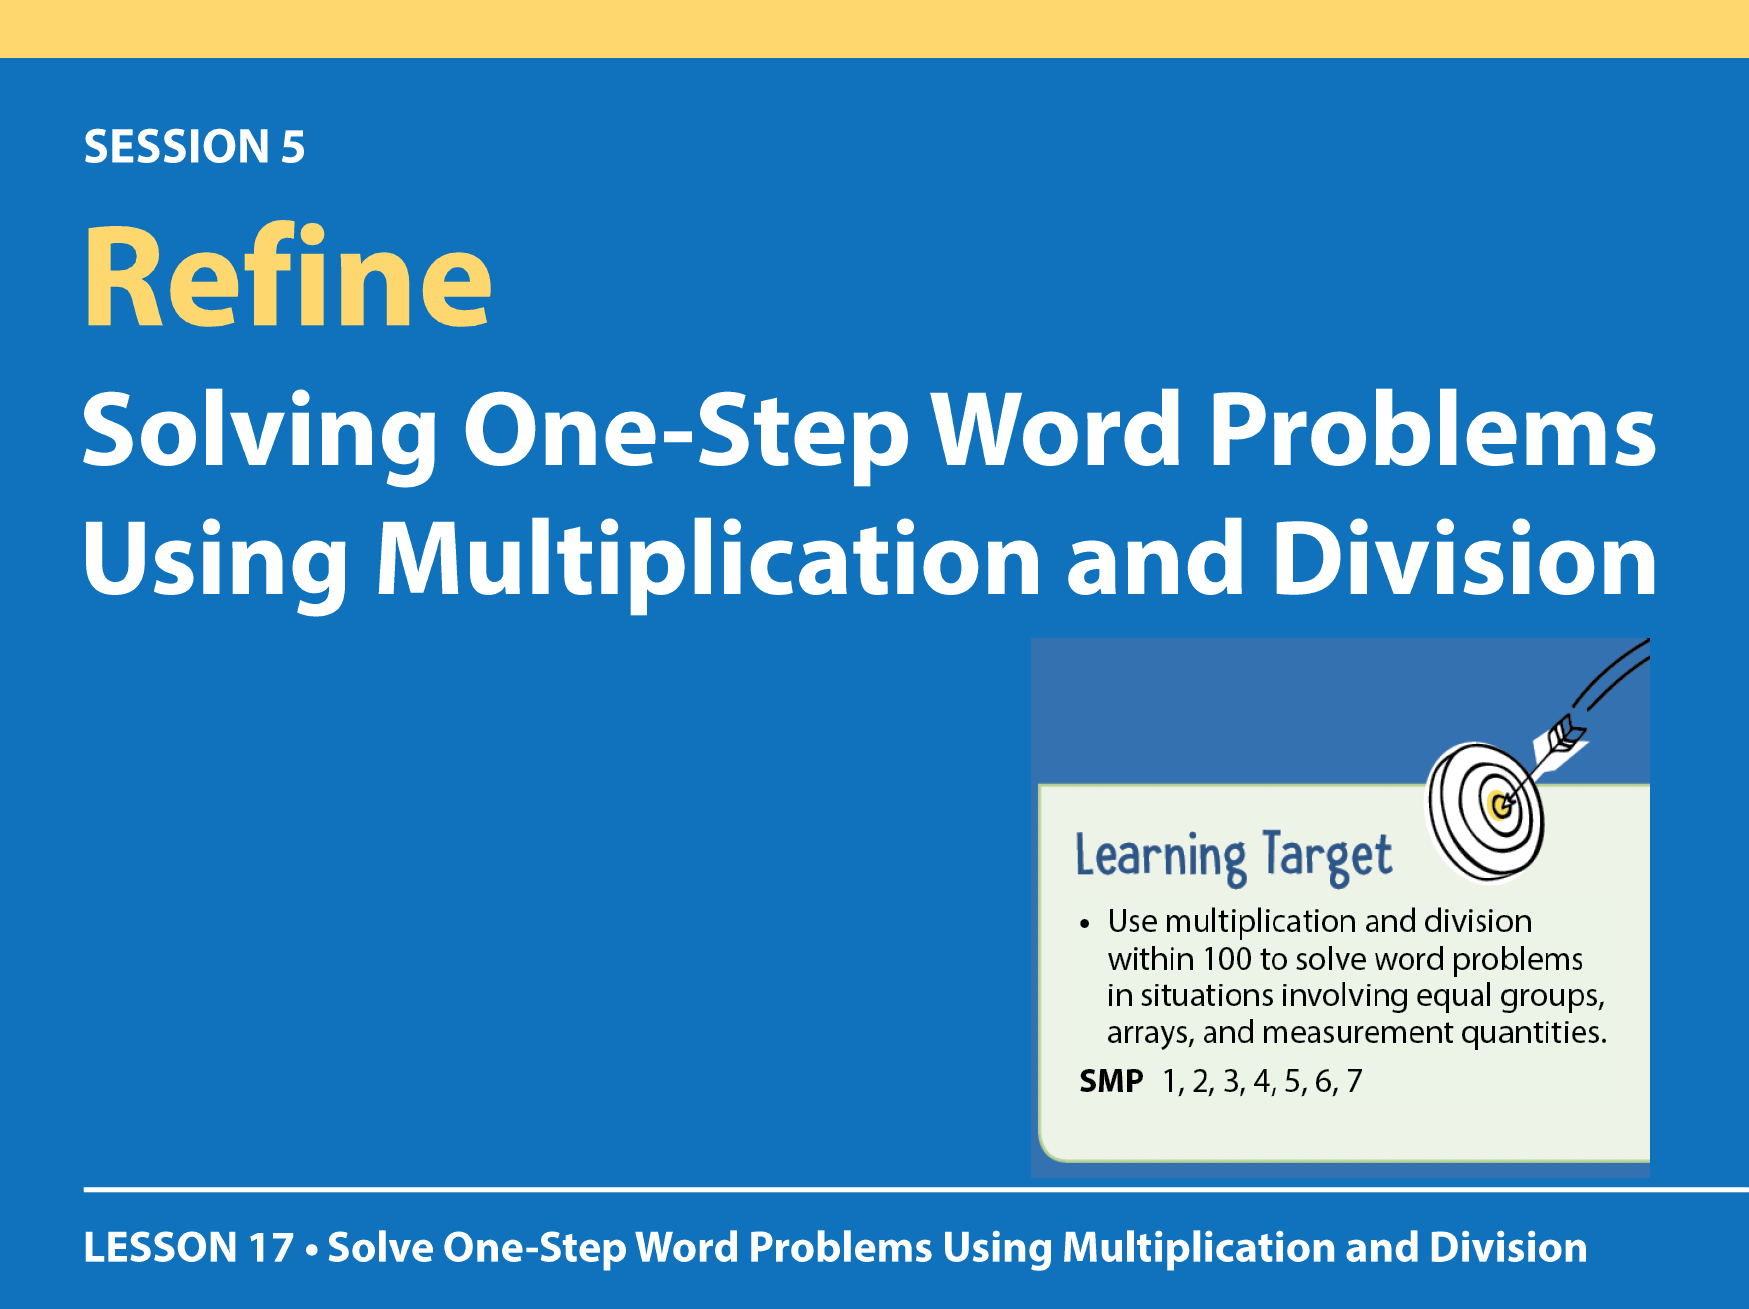 SESSION 5
Refine
Solving One-Step Word Problems
Using Multiplication and Division
Learning Target
• Use multiplication and division
within 100 to solve word problems
in situations involving equal groups,
arrays, and measurement quantities.
SMP 1, 2, 3, 4, 5, 6, 7
LESSON 17 • Solve One-Step Word Problems Using Multiplication and Division